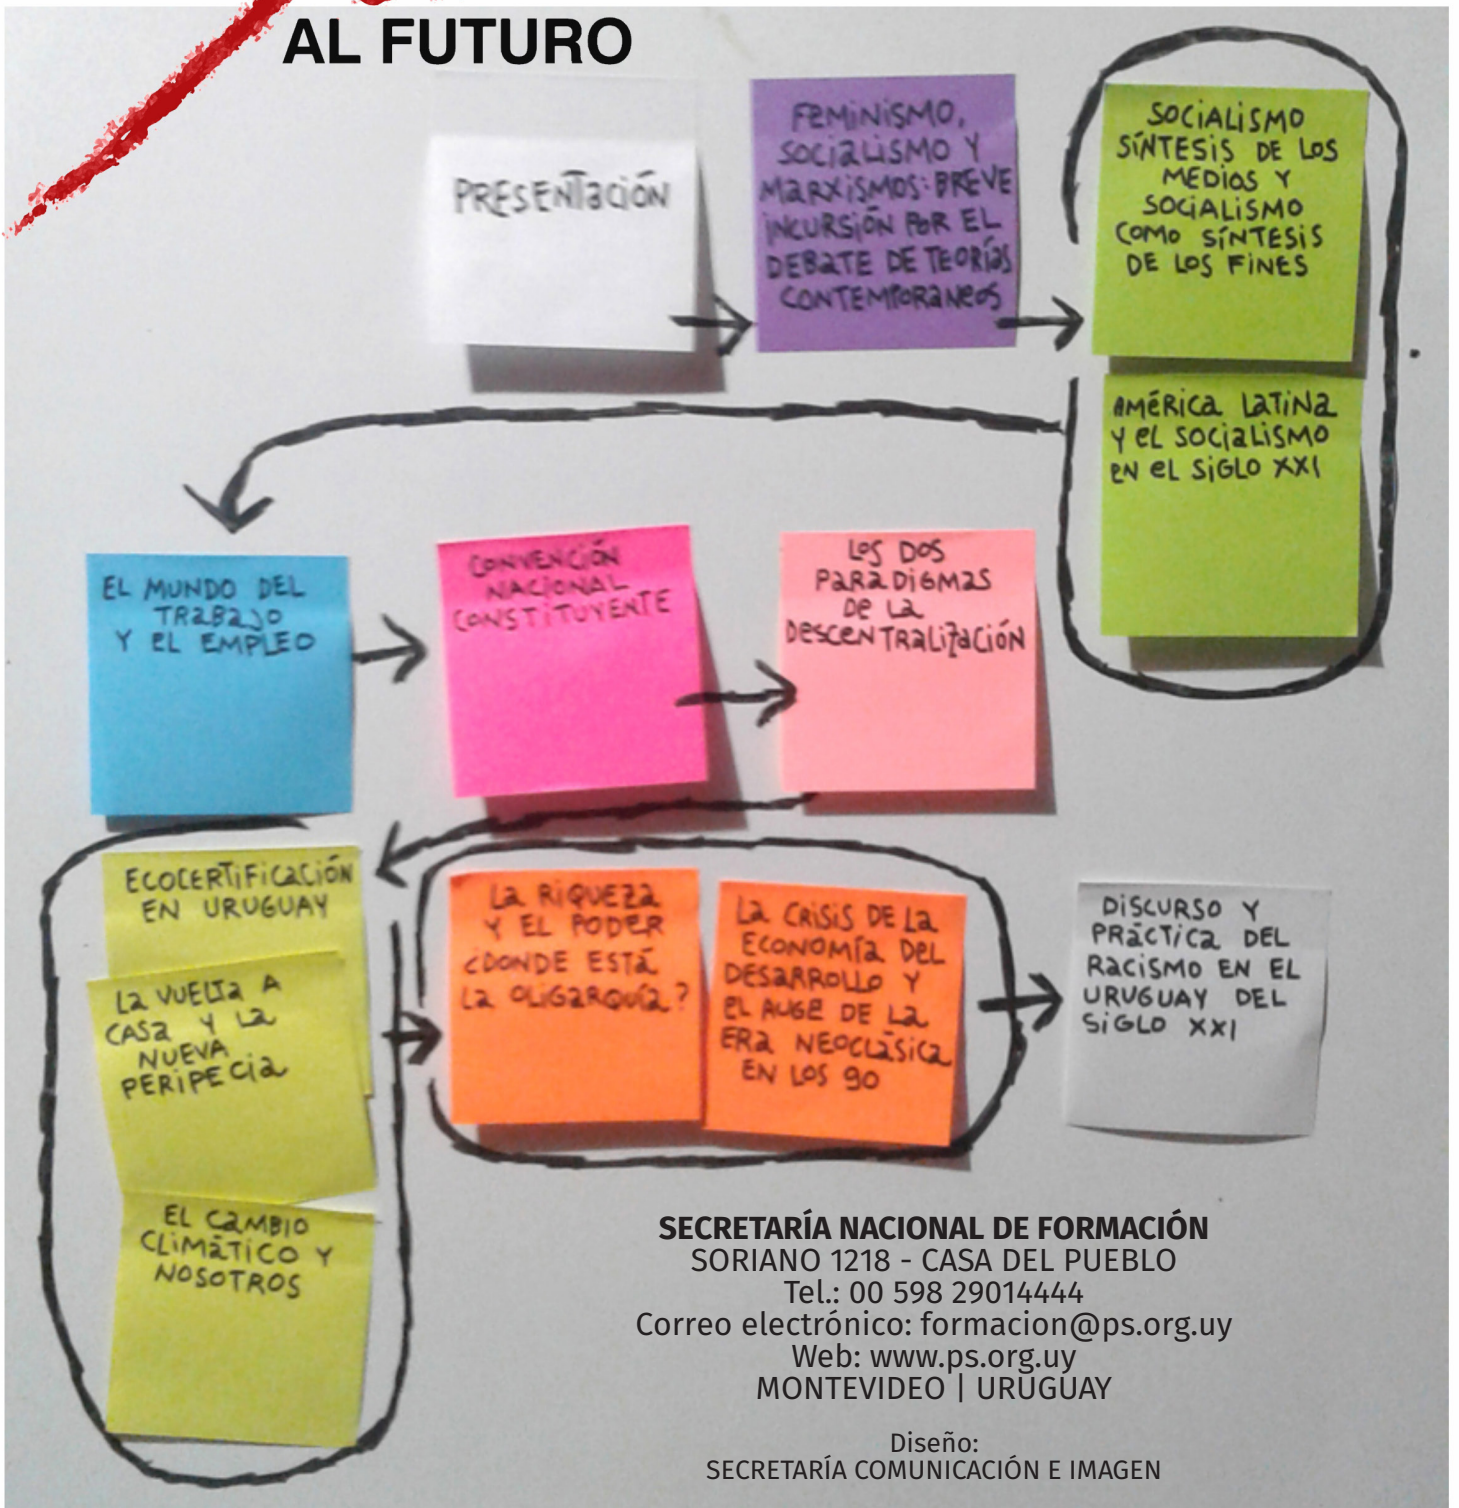 AL FUTURO
PRESENTACIÓN
FEMINISMO,
SOCIALISMO Y
MARXISMOS: BREVE
INCURSIÓN POR EL
DEBATE DE TEORÍAS
CONTEMPORANEOS
SOCIALISMO
SÍNTESIS DE LOS
MEDIOS Y
SOCIALISMO
COMO SÍNTESIS
DE LOS FINES
AMÉRICA LATINA
Y EL SOCIALISMO
EN EL SIGLO XXI
EL MUNDO DEL
TRABAJO
Y EL EMPLEO
CONVENCIÓN
NACIONAL
CONSTITUYENTE
LOS DOS
PARADIGMAS
DE LA
DESCENTRALIZACIÓN
ECOCERTIFICACIÓN
EN URUGUAY
LA VUELTA A
CASA Y LA
NUEVA
PERIPECIA
EL CAMBIO
CLIMÁTICO Y
NOSOTROS
LA RIQUEZA
Y EL PODER
¿DONDE ESTÁ
LA OLIGARQUÍA?
LA CRISIS DE LA
ECONOMÍA DEL
DESARROLLO Y
EL AUGE DE LA
ERA NEOCLÁSICA
EN LOS 90
DISCURSO Y
PRÁCTICA DEL
RACISMO EN EL
URUGUAY DEL
SIGLO XXI
SECRETARÍA NACIONAL DE FORMACIÓN
SORIANO 1218 - CASA DEL PUEBLO
Tel.: 00 598 29014444
Correo electrónico: formacion@ps.org.uy
Web: www.ps.org.uy
MONTEVIDEO | URUGUAY
Diseño:
SECRETARÍA COMUNICACIÓN E IMAGEN